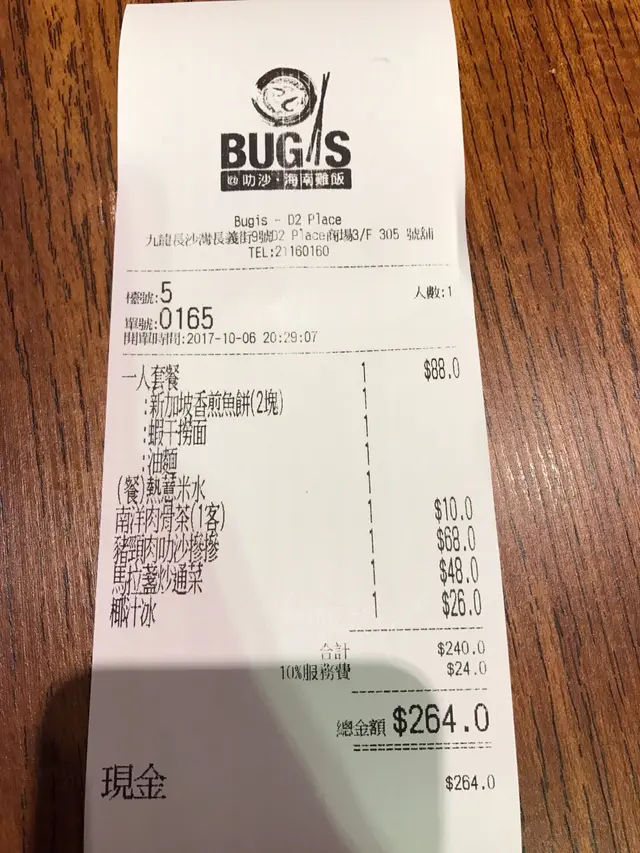 BUGIS
叻沙·海南雞飯
Bugis - D2 Place
九龍長沙灣長義街9號D2 Place商場3/F 305 號舖
TEL:21160160
檯號:5 人數:1
單號:0165
開單時間:2017-10-06 20:29:07
一人套餐 1 $88.0
:新加坡香煎魚餅(2塊) 1
:蝦干撈面 1
:油麵 1
(餐)熱薏米水 1
南洋肉骨茶(1客) 1 $10.0
豬頸肉叻沙撈撈 1 $68.0
馬拉盞炒通菜 1 $48.0
椰汁冰 1 $26.0
合計 $240.0
10%服務費 $24.0
總金額 $264.0
現金 $264.0